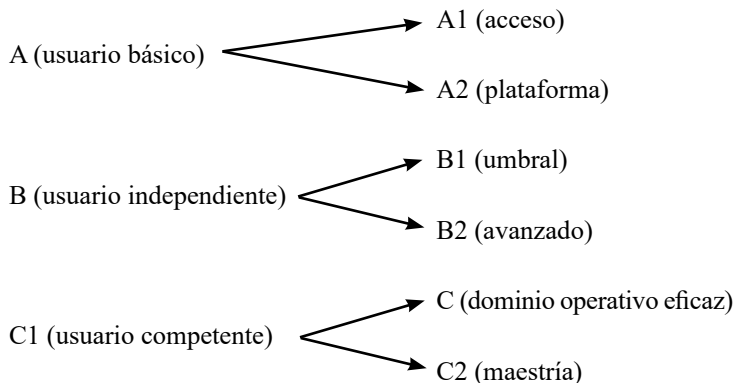 A (usuario básico)
A1 (acceso)
A2 (plataforma)
B (usuario independiente)
B1 (umbral)
B2 (avanzado)
C1 (usuario competente)
C (dominio operativo eficaz)
C2 (maestría)